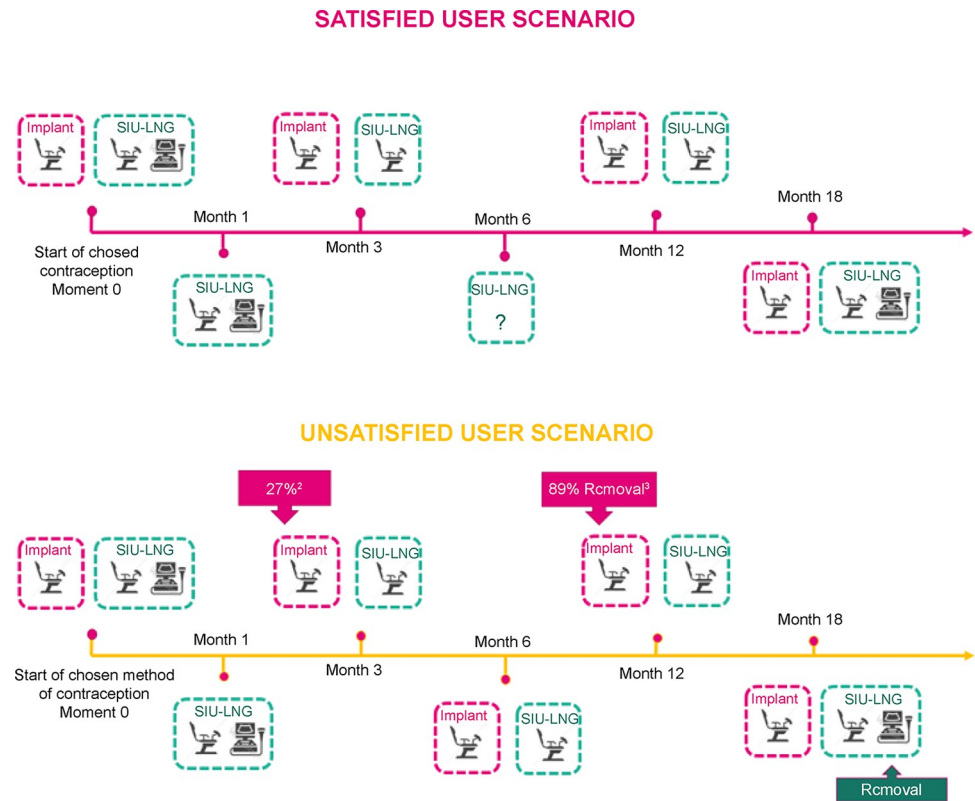 SATISFIED USER SCENARIO
Implant
SIU-LNG
Implant
SIU-LNG
Implant
SIU-LNG
Month 1
Month 6
Month 18
Start of chosed
contraception
Moment 0
Month 3
Month 12
SIU-LNG
SIU-LNG
?
Implant
SIU-LNG
UNSATISFIED USER SCENARIO
27%²
89% Rcmoval³
Implant
SIU-LNG
Implant
SIU-LNG
Implant
SIU-LNG
Month 1
Month 6
Month 18
Start of chosen method
of contraception
Moment 0
Month 3
Month 12
SIU-LNG
Implant
SIU-LNG
Implant
SIU-LNG
Rcmoval